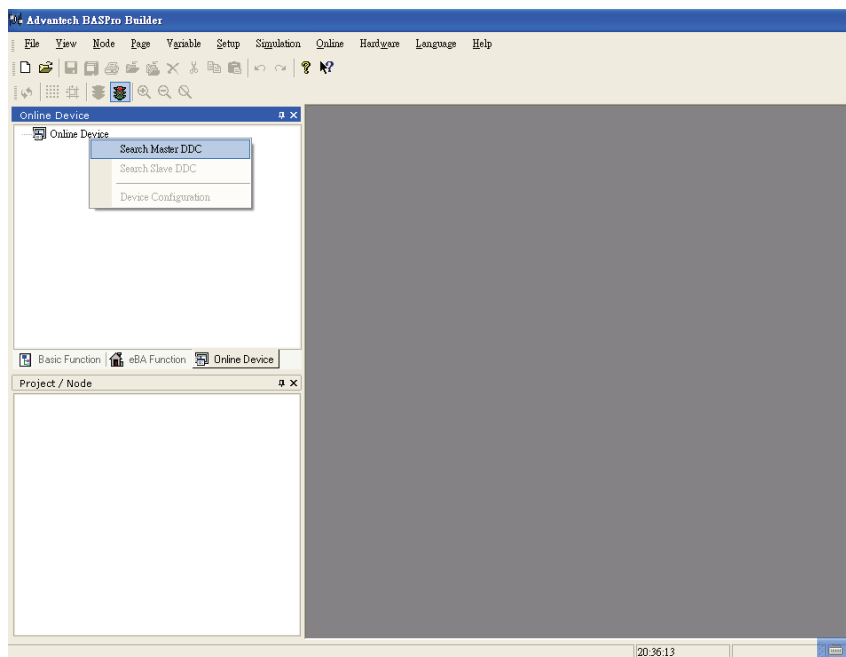 Advantech BASPro Builder
File View Node Page Variable Setup Simulation Online Hardware Language Help
Online Device
Online Device
Search Master DDC
Search Slave DDC
Device Configuration
Basic Function eBA Function Online Device
Project / Node
20:36:13